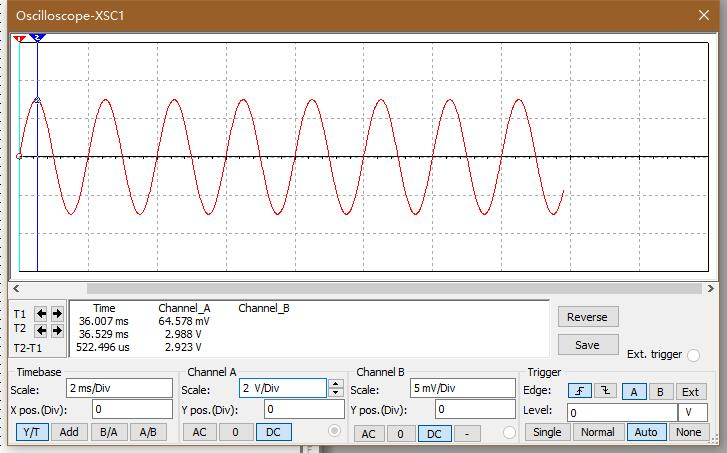 Oscilloscope-XSC1
1 2
Time Channel_A Channel_B
T1 36.007 ms 64.578 mV
T2 36.529 ms 2.988 V
T2-T1 522.496 us 2.923 V
Reverse
Save
Ext. trigger
Timebase
Scale: 2 ms/Div
X pos.(Div): 0
Y/T Add B/A A/B
Channel A
Scale: 2 V/Div
Y pos.(Div): 0
AC 0 DC
Channel B
Scale: 5 mV/Div
Y pos.(Div): 0
AC 0 DC -
Trigger
Edge: A B Ext
Level: 0 V
Single Normal Auto None